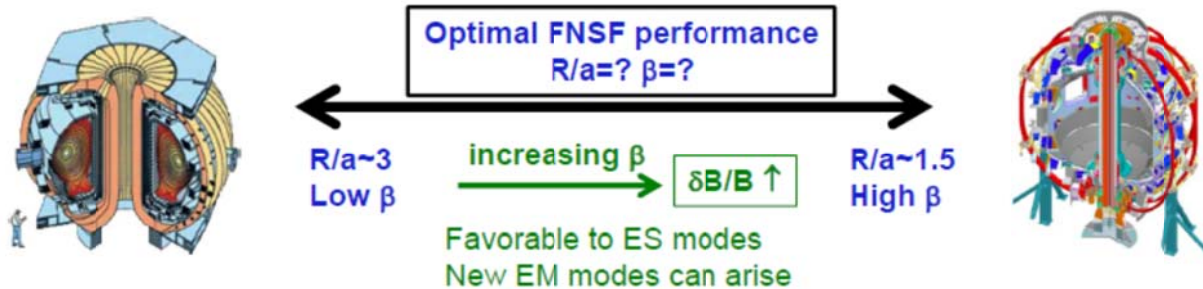 Optimal FNSF performance
R/a=? β=?
R/a~3
Low β
increasing β
δB/B ↑
R/a~1.5
High β
Favorable to ES modes
New EM modes can arise